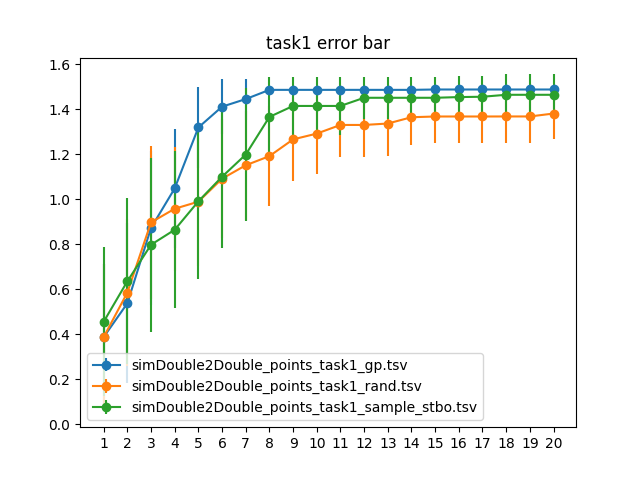 task1 error bar
1.6
1.4
1.2
1.0
0.8
0.6
0.4
0.2
0.0
simDouble2Double_points_task1_gp.tsv
simDouble2Double_points_task1_rand.tsv
simDouble2Double_points_task1_sample_stbo.tsv
1 2 3 4 5 6 7 8 9 10 11 12 13 14 15 16 17 18 19 20